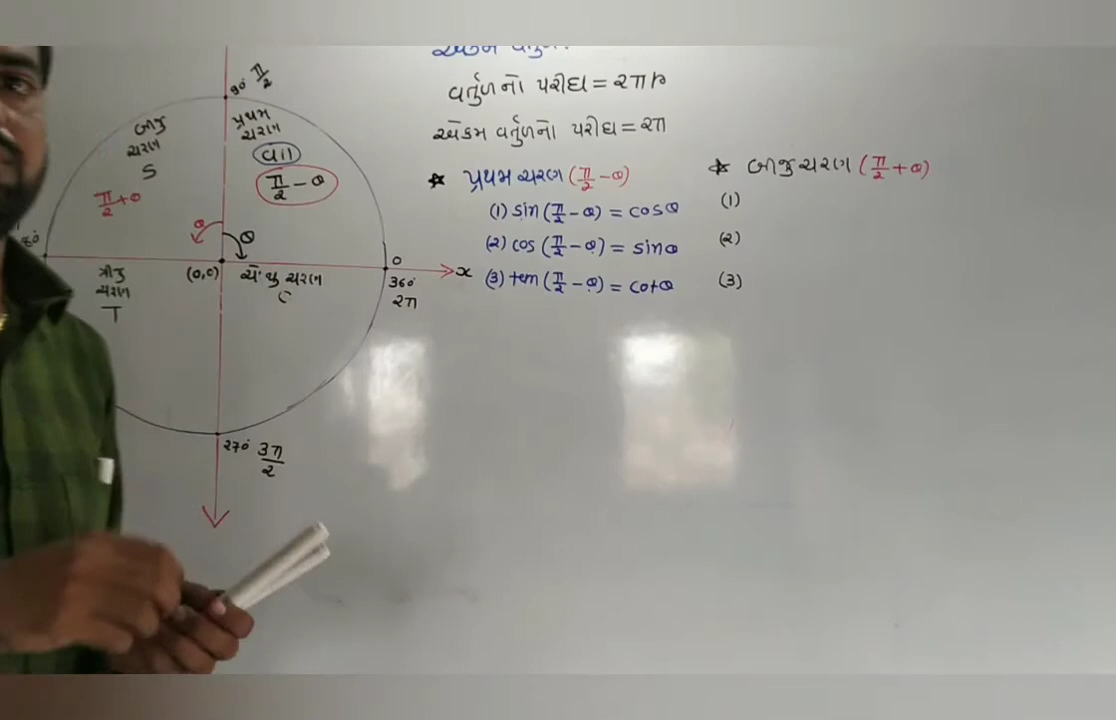 90° π/2
પ્રથમ
ચરણ
બધા
π/2 - θ
બીજુ
ચરણ
S
π/2+θ
θ
θ
(0,0)
ત્રીજુ
ચરણ
T
ચોથુ ચરણ
C
0
360°
2π
x
270° 3π/2
વર્તુળનો પરીઘ = 2πr
એકમ વર્તુળનો પરીઘ = 2π
★ પ્રથમ ચરણ (π/2 - θ)
(1) sin (π/2 - θ) = cosθ
(2) cos (π/2 - θ) = sinθ
(3) tan (π/2 - θ) = cotθ
★ બીજુ ચરણ (π/2 + θ)
(1)
(2)
(3)